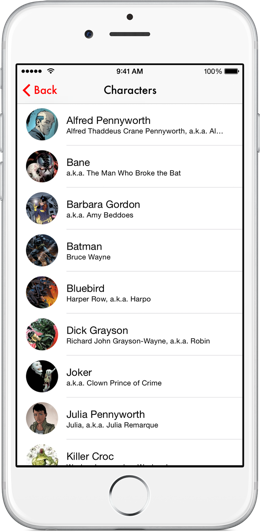 9:41 AM
100%
Back
Characters
Alfred Pennyworth
Alfred Thaddeus Crane Pennyworth, a.k.a. Al...
Bane
a.k.a. The Man Who Broke the Bat
Barbara Gordon
a.k.a. Amy Beddoes
Batman
Bruce Wayne
Bluebird
Harper Row, a.k.a. Harpo
Dick Grayson
Richard John Grayson-Wayne, a.k.a. Robin
Joker
a.k.a. Clown Prince of Crime
Julia Pennyworth
Julia, a.k.a. Julia Remarque
Killer Croc